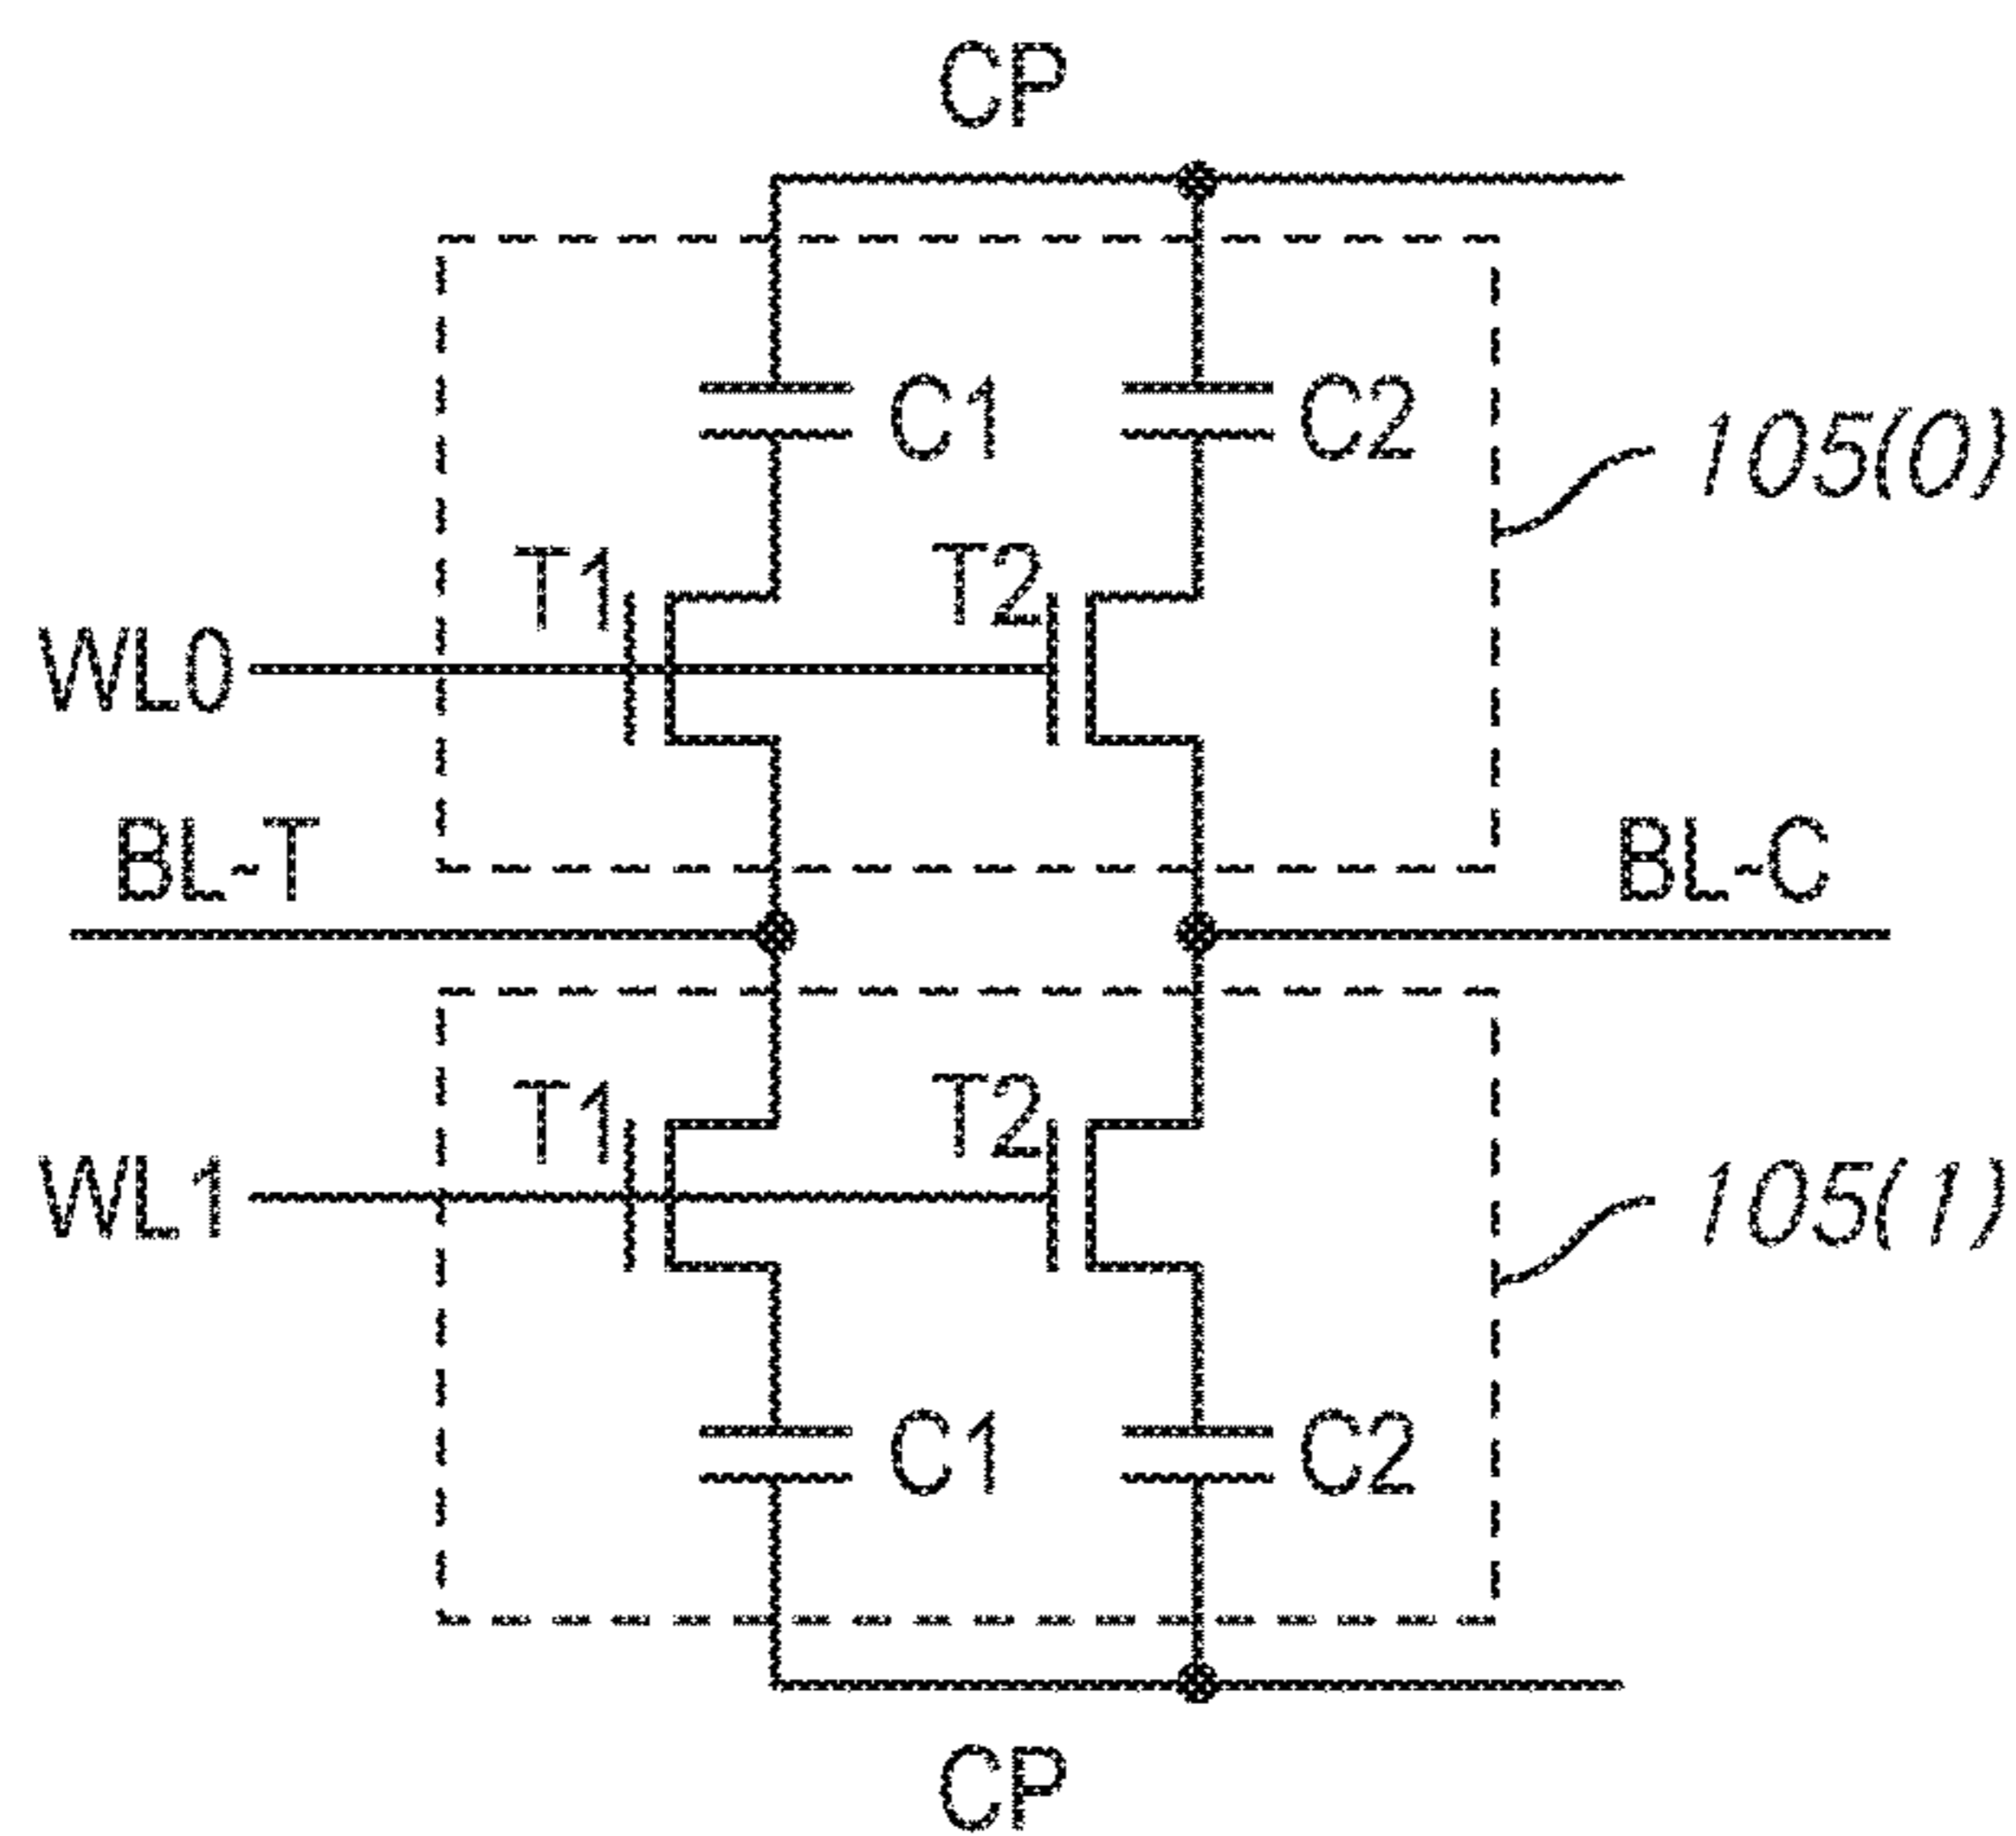 CP
C1 C2
105(0)
T1 T2
WL0
BL-T BL-C
T1 T2
WL1
105(1)
C1 C2
CP